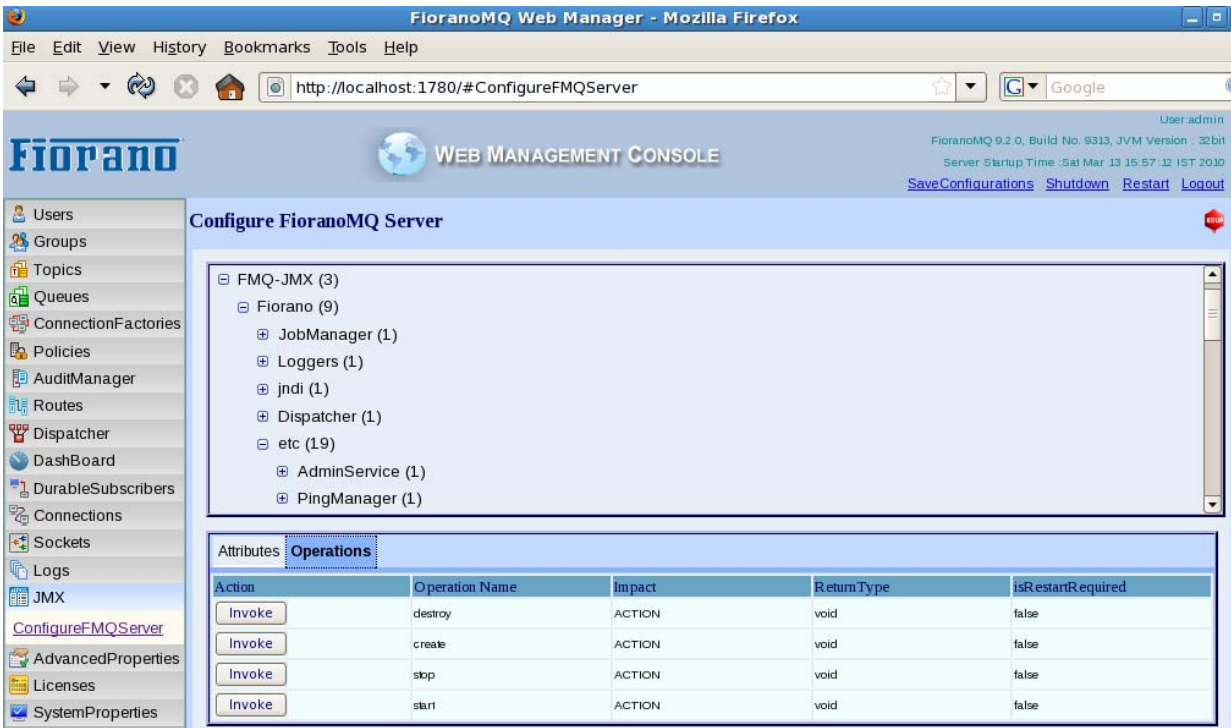 FioranoMQ Web Manager - Mozilla Firefox
File Edit View History Bookmarks Tools Help
http://localhost:1780/#ConfigureFMQServer
G Google
User:admin
Fiorano
WEB MANAGEMENT CONSOLE
FioranoMQ 9.2.0, Build No. 9313, JVM Version : 32bit
Server Startup Time :Sat Mar 13 15:57:12 IST 2010
SaveConfigurations Shutdown Restart Logout
Users
Groups
Topics
Queues
ConnectionFactories
Policies
AuditManager
Routes
Dispatcher
DashBoard
DurableSubscribers
Connections
Sockets
Logs
JMX
ConfigureFMQServer
AdvancedProperties
Licenses
SystemProperties
Configure FioranoMQ Server
STOP
FMQ-JMX (3)
Fiorano (9)
JobManager (1)
Loggers (1)
jndi (1)
Dispatcher (1)
etc (19)
AdminService (1)
PingManager (1)
Attributes Operations
Action Operation Name Impact ReturnType isRestartRequired
Invoke destroy ACTION void false
Invoke create ACTION void false
Invoke stop ACTION void false
Invoke start ACTION void false